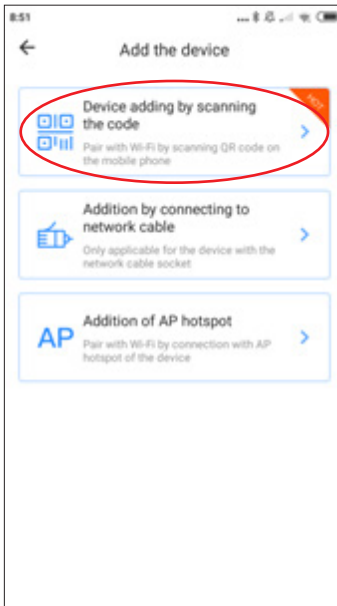 8:51
Add the device
HOT
Device adding by scanning
the code
Pair with Wi-Fi by scanning QR code on
the mobile phone
Addition by connecting to
network cable
Only applicable for the device with the
network cable socket
AP
Addition of AP hotspot
Pair with Wi-Fi by connection with AP
hotspot of the device